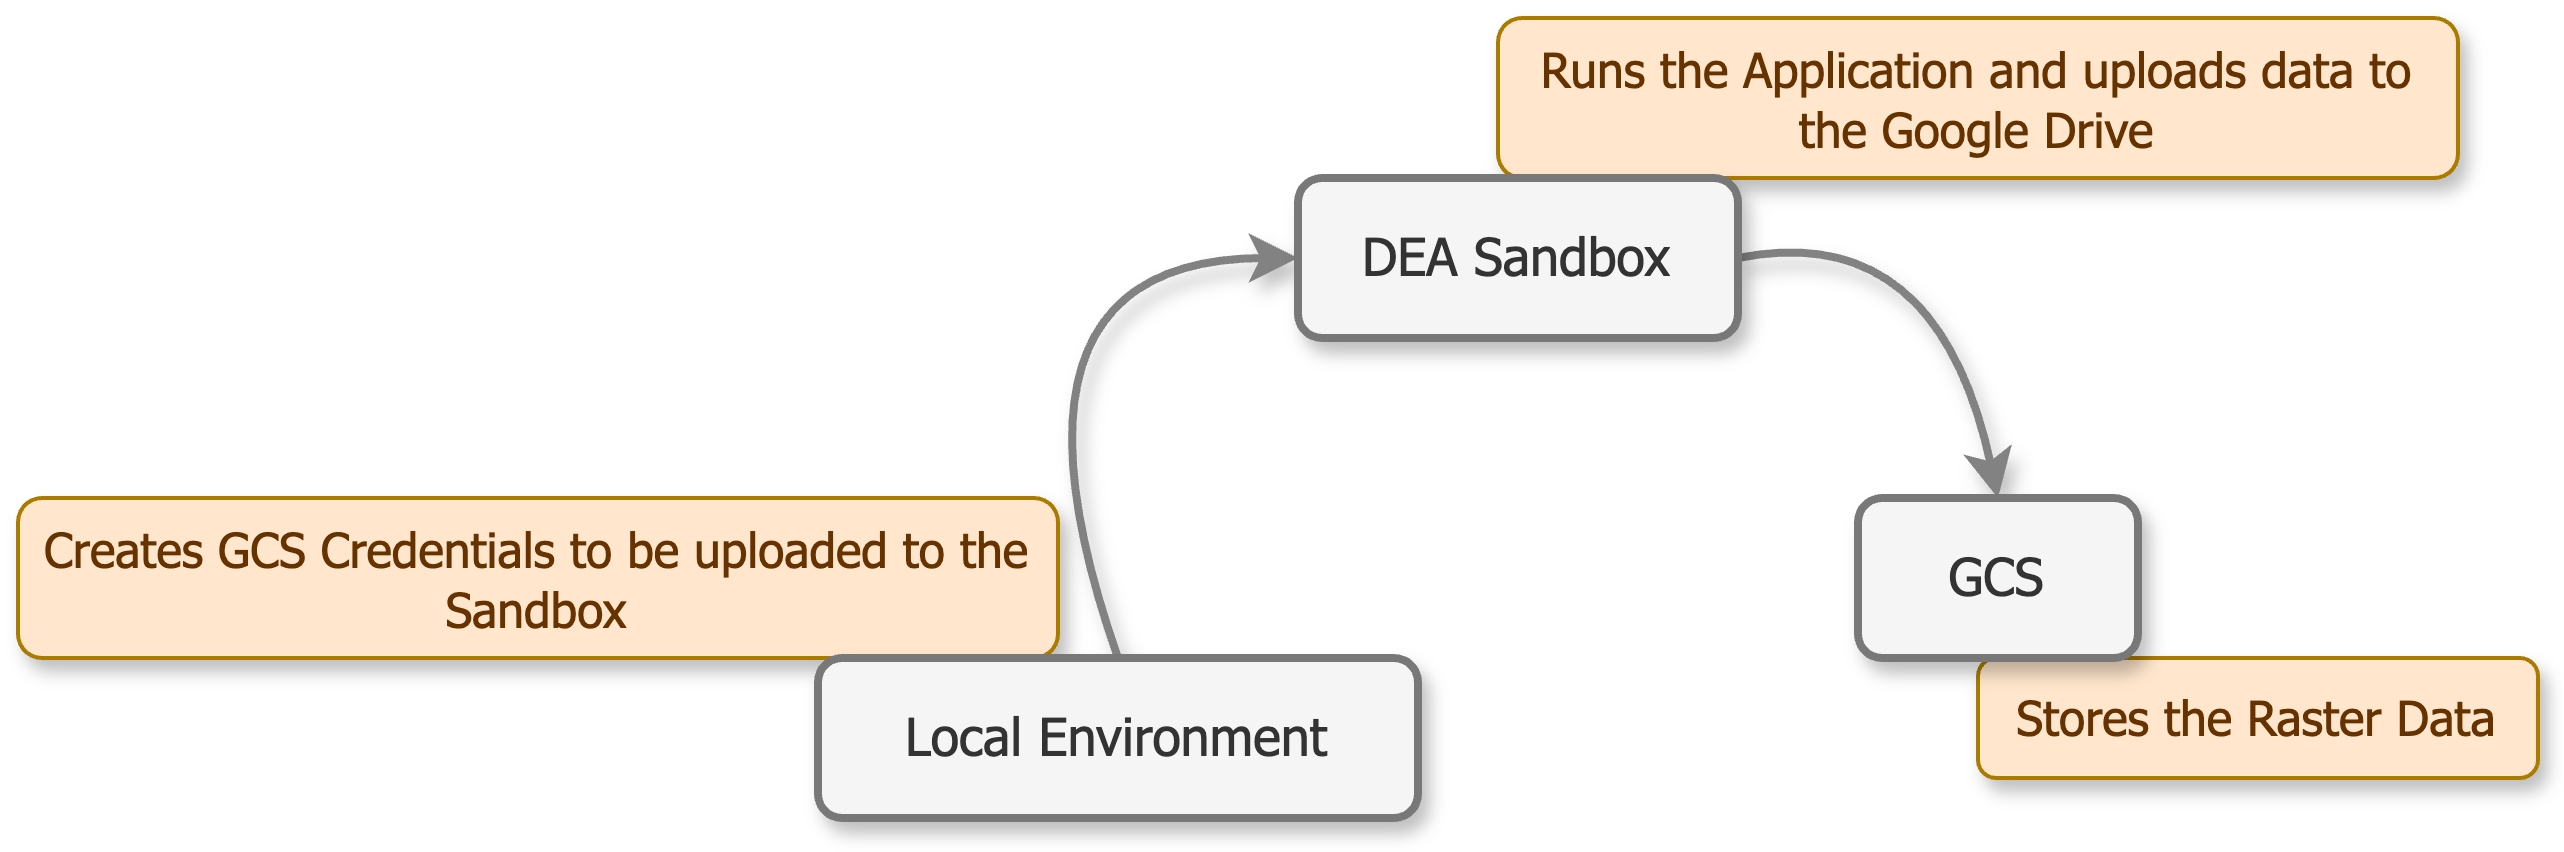 Runs the Application and uploads data to
the Google Drive
DEA Sandbox
Creates GCS Credentials to be uploaded to the
Sandbox
GCS
Local Environment
Stores the Raster Data